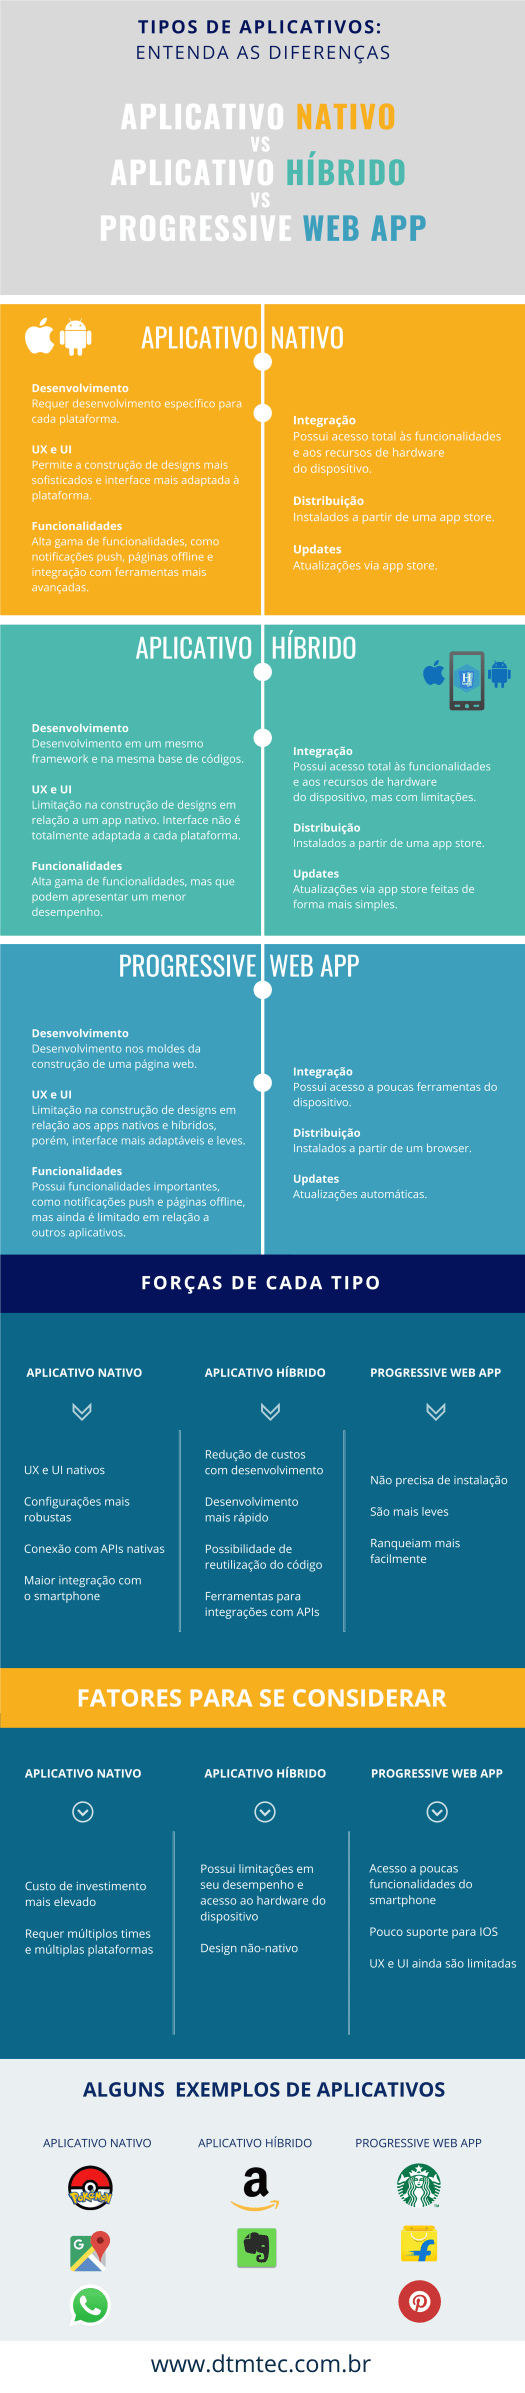 TIPOS DE APLICATIVOS:
ENTENDA AS DIFERENÇAS
APLICATIVO NATIVO
VS
APLICATIVO HÍBRIDO
VS
PROGRESSIVE WEB APP
APLICATIVO NATIVO
Desenvolvimento
Requer desenvolvimento específico para
cada plataforma.
UX e UI
Permite a construção de designs mais
sofisticados e interface mais adaptada à
plataforma.
Funcionalidades
Alta gama de funcionalidades, como
notificações push, páginas offline e
integração com ferramentas mais
avançadas.
Integração
Possui acesso total às funcionalidades
e aos recursos de hardware
do dispositivo.
Distribuição
Instalados a partir de uma app store.
Updates
Atualizações via app store.
APLICATIVO HÍBRIDO
H
Desenvolvimento
Desenvolvimento em um mesmo
framework e na mesma base de códigos.
UX e UI
Limitação na construção de designs em
relação a um app nativo. Interface não é
totalmente adaptada a cada plataforma.
Funcionalidades
Alta gama de funcionalidades, mas que
podem apresentar um menor
desempenho.
Integração
Possui acesso total às funcionalidades
e aos recursos de hardware
do dispositivo, mas com limitações.
Distribuição
Instalados a partir de uma app store.
Updates
Atualizações via app store feitas de
forma mais simples.
PROGRESSIVE WEB APP
Desenvolvimento
Desenvolvimento nos moldes da
construção de uma página web.
UX e UI
Limitação na construção de designs em
relação aos apps nativos e híbridos,
porém, interface mais adaptáveis e leves.
Funcionalidades
Possui funcionalidades importantes,
como notificações push e páginas offline,
mas ainda é limitado em relação a
outros aplicativos.
Integração
Possui acesso a poucas ferramentas do
dispositivo.
Distribuição
Instalados a partir de um browser.
Updates
Atualizações automáticas.
FORÇAS DE CADA TIPO
APLICATIVO NATIVO
UX e UI nativos
Configurações mais
robustas
Conexão com APIs nativas
Maior integração com
o smartphone
APLICATIVO HÍBRIDO
Redução de custos
com desenvolvimento
Desenvolvimento
mais rápido
Possibilidade de
reutilização do código
Ferramentas para
integrações com APIs
PROGRESSIVE WEB APP
Não precisa de instalação
São mais leves
Ranqueiam mais
facilmente
FATORES PARA SE CONSIDERAR
APLICATIVO NATIVO
Custo de investimento
mais elevado
Requer múltiplos times
e múltiplas plataformas
APLICATIVO HÍBRIDO
Possui limitações em
seu desempenho e
acesso ao hardware do
dispositivo
Design não-nativo
PROGRESSIVE WEB APP
Acesso a poucas
funcionalidades do
smartphone
Pouco suporte para IOS
UX e UI ainda são limitadas
ALGUNS EXEMPLOS DE APLICATIVOS
APLICATIVO NATIVO
POKéMON
G
APLICATIVO HÍBRIDO
a
PROGRESSIVE WEB APP
f
www.dtmtec.com.br